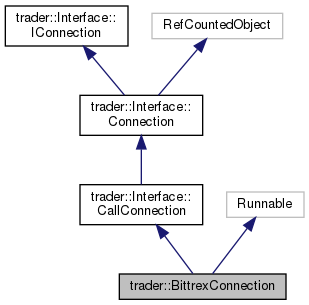 trader::Interface::
IConnection
RefCountedObject
trader::Interface::
Connection
trader::Interface::
CallConnection
Runnable
trader::BittrexConnection